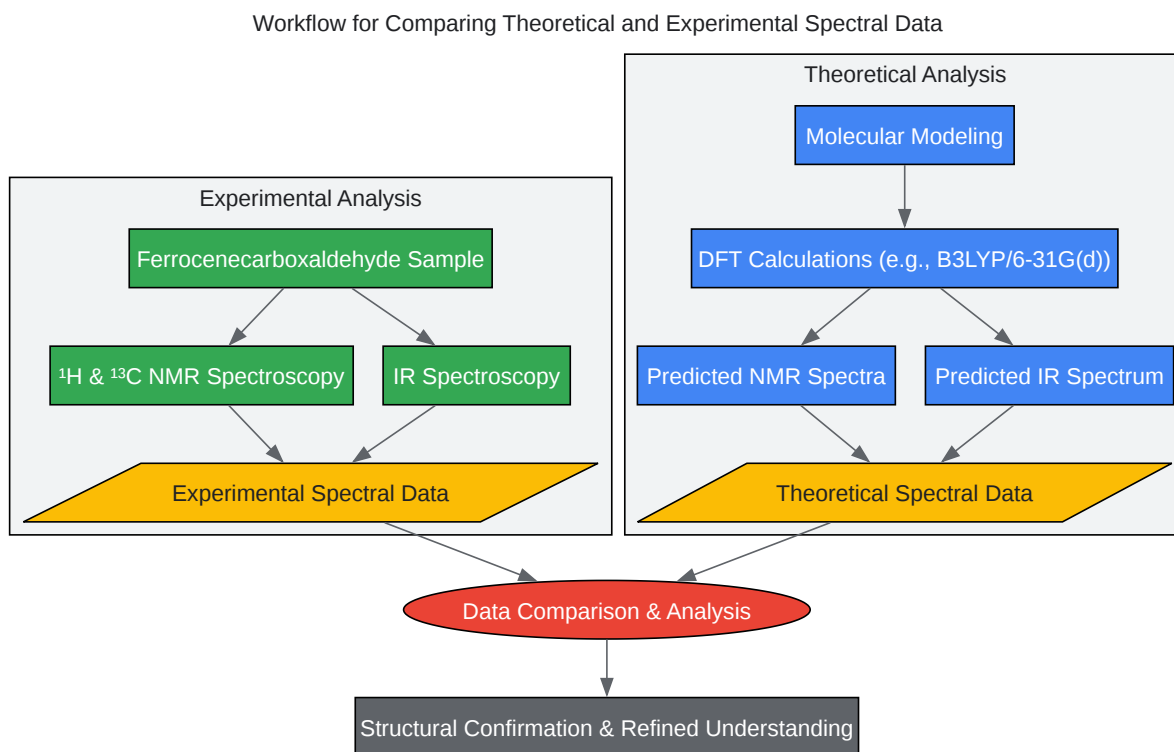 Workflow for Comparing Theoretical and Experimental Spectral Data
Theoretical Analysis
Molecular Modeling
Experimental Analysis
Ferrocenecarboxaldehyde Sample
DFT Calculations (e.g., B3LYP/6-31G(d))
¹H & ¹³C NMR Spectroscopy
IR Spectroscopy
Predicted NMR Spectra
Predicted IR Spectrum
Experimental Spectral Data
Theoretical Spectral Data
Data Comparison & Analysis
Structural Confirmation & Refined Understanding